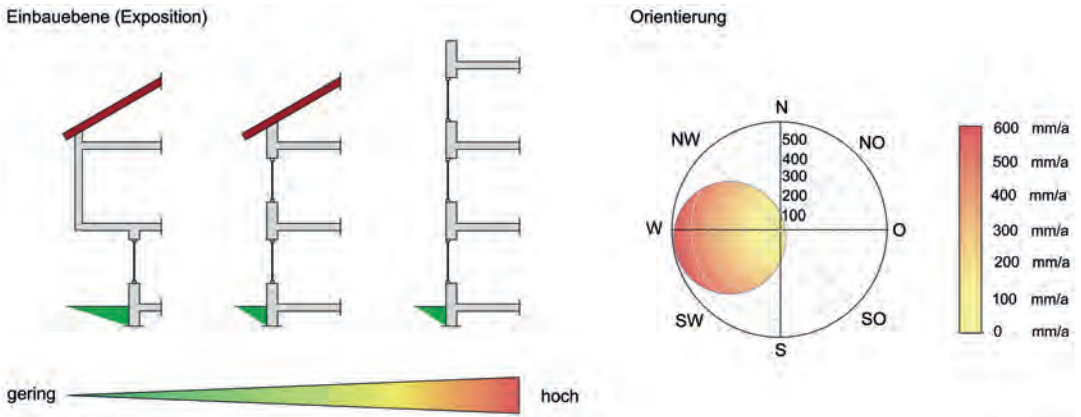 Einbauebene (Exposition)
gering
hoch
Orientierung
N
NW
NO
500
400
300
200
100
W
O
SW
SO
S
600 mm/a
500 mm/a
400 mm/a
300 mm/a
200 mm/a
100 mm/a
0 mm/a